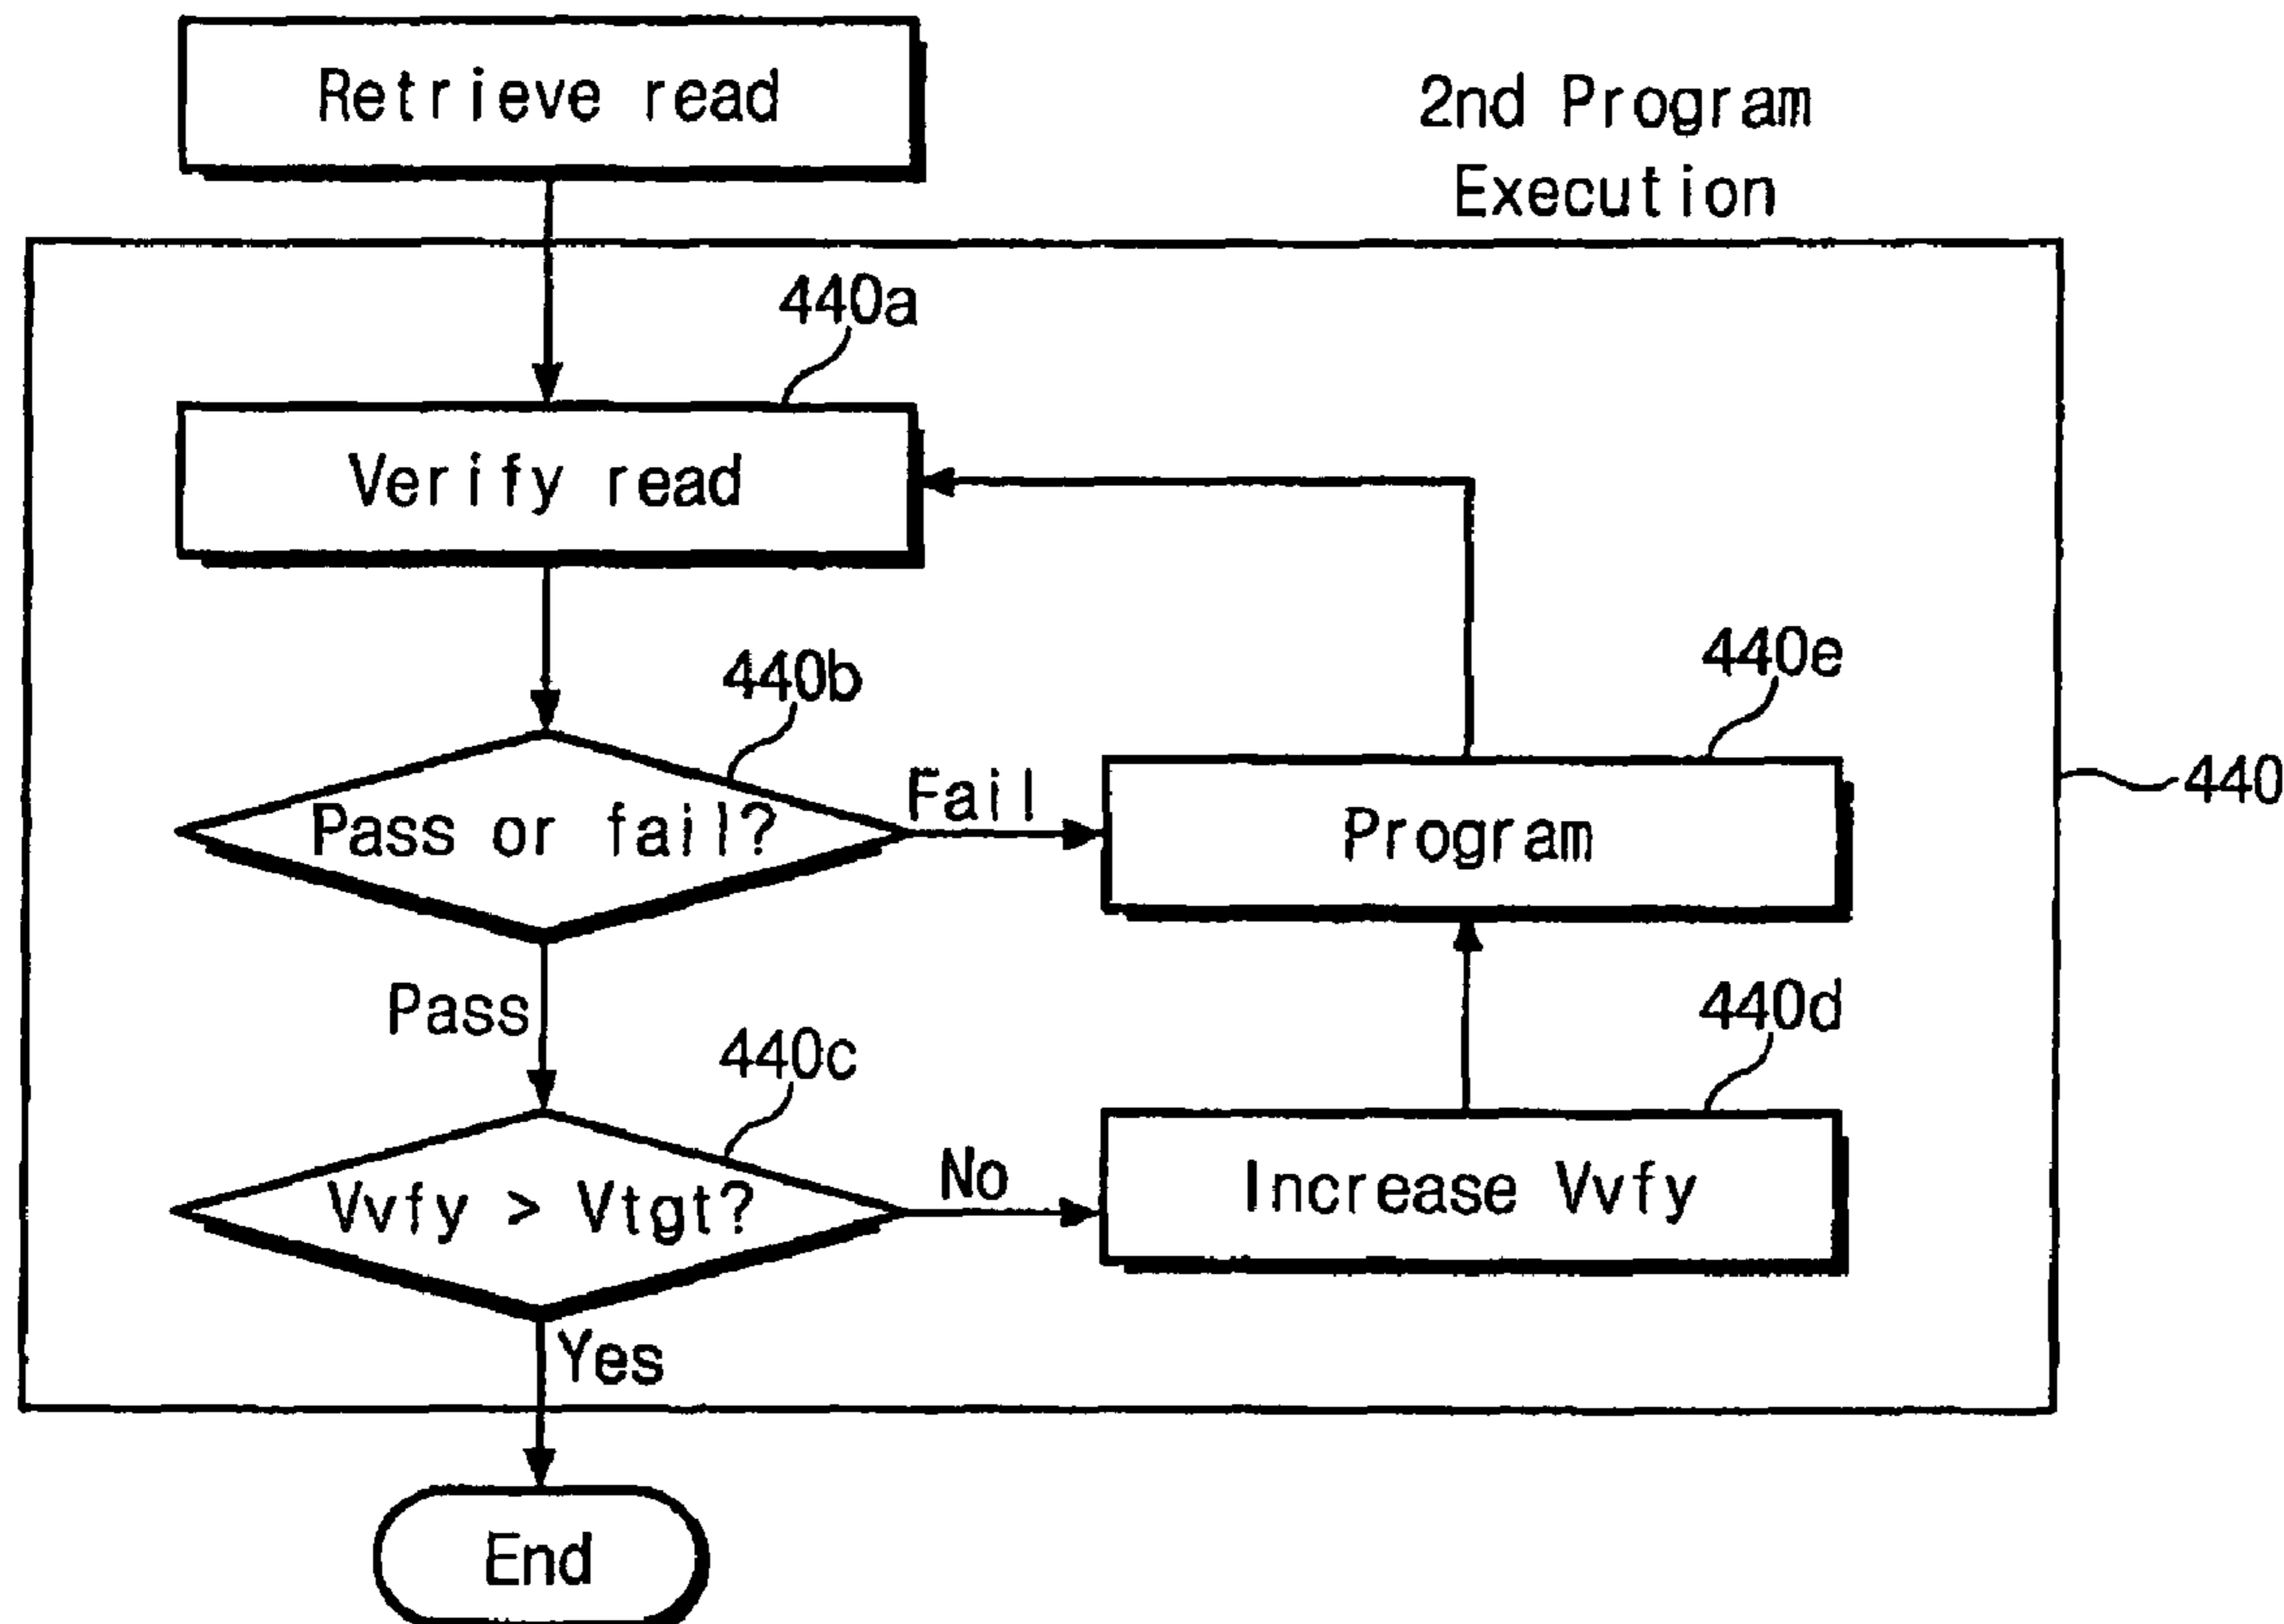 Retrieve read
2nd Program
Execution
440a
Verify read
440b
440e
Pass or fail?
Fail
Program
440
Pass
440c
440d
Vvfy > Vtgt?
No
Increase Vvfy
Yes
End